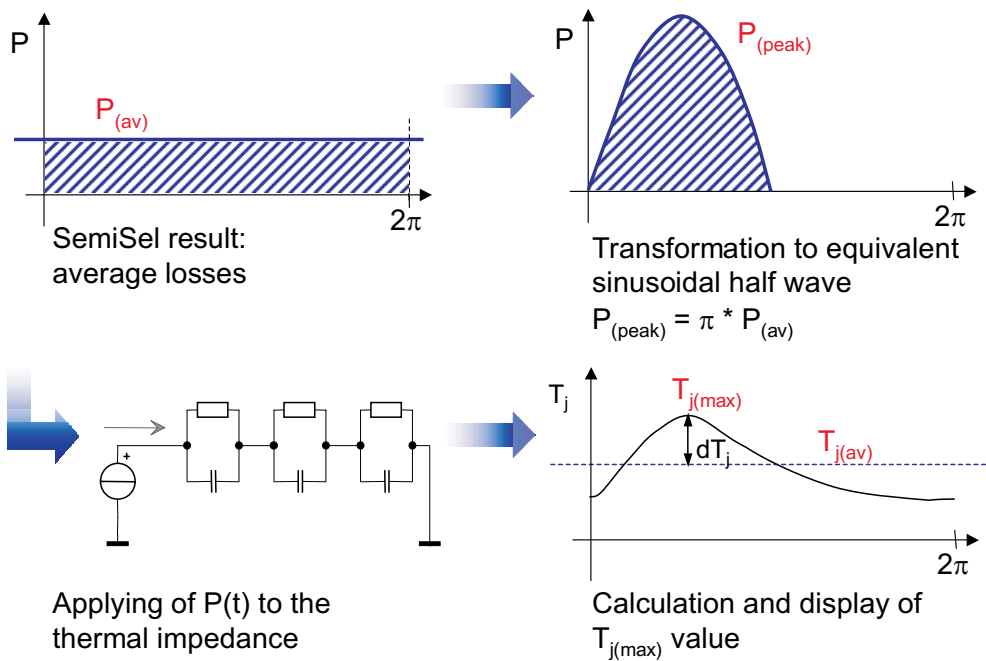 P
P(av)
2π
SemiSel result:
average losses
P
P(peak)
2π
Transformation to equivalent
sinusoidal half wave
P(peak) = π * P(av)
+
Applying of P(t) to the
thermal impedance
Tj
Tj(max)
dTj
Tj(av)
2π
Calculation and display of
Tj(max) value